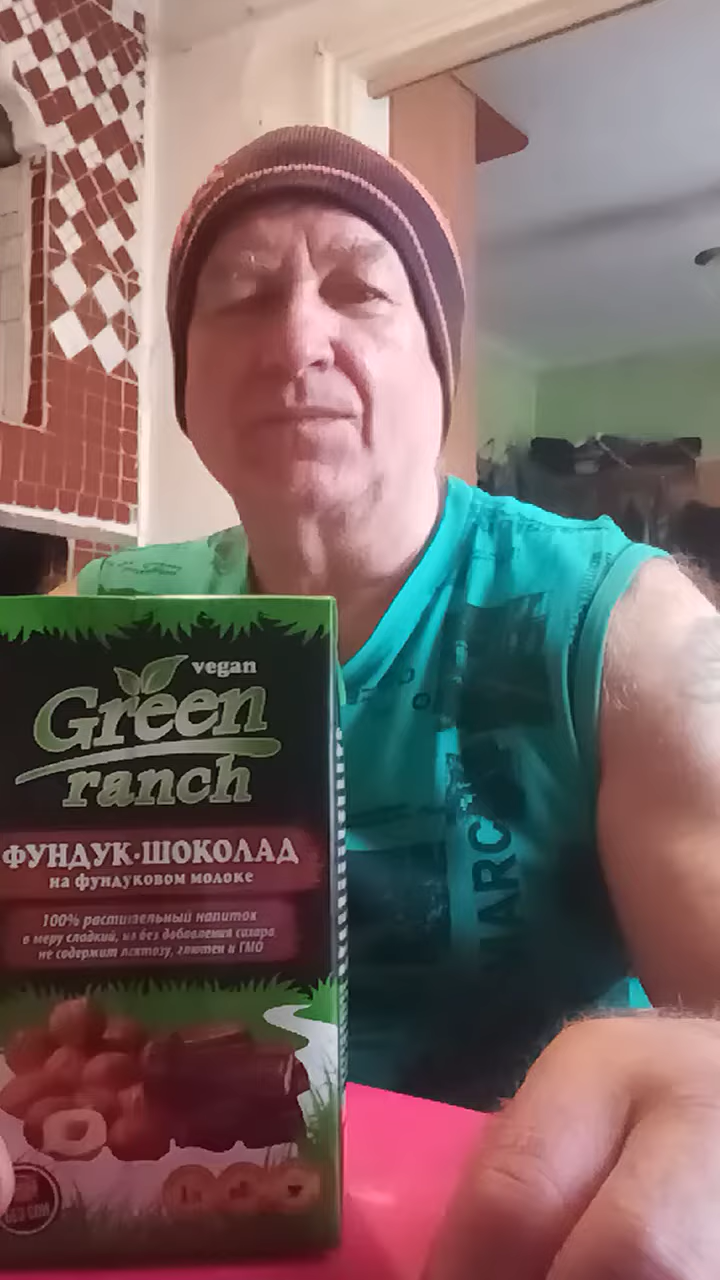 vegan
Green
ranch
ФУНДУК-ШОКОЛАД
на фундуковом молоке
100% растительный напиток
в меру сладкий, но без добавления сахара
не содержит лактозу, глютен и ГМО
MARC